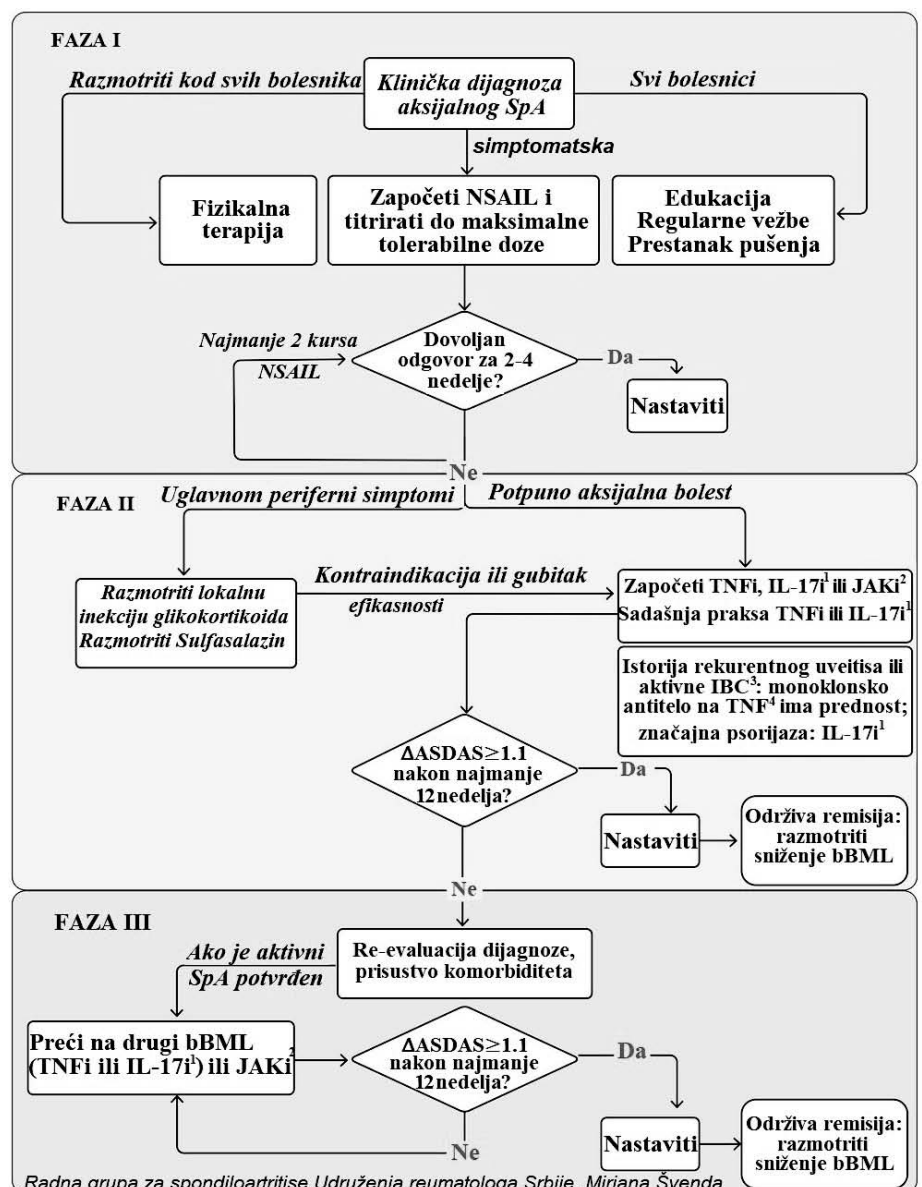 FAZA I
Razmotriti kod svih bolesnika
Klinička dijagnoza
aksijalnog SpA
Svi bolesnici
simptomatska
Fizikalna
terapija
Započeti NSAIL i
titrirati do maksimalne
tolerabilne doze
Edukacija
Regularne vežbe
Prestanak pušenja
Najmanje 2 kursa
NSAIL
Dovoljan
odgovor za 2-4
nedelje?
Da
Nastaviti
Ne
FAZA II
Uglavnom periferni simptomi
Potpuno aksijalna bolest
Razmotriti lokalnu
inekciju glikokortikoida
Razmotriti Sulfasalazin
Kontraindikacija ili gubitak
efikasnosti
Započeti TNFi, IL-17i¹ ili JAKi²
Sadašnja praksa TNFi ili IL-17i¹
Istorija rekurentnog uveitisa ili
aktivne IBC³: monoklonsko
antitelo na TNF⁴ ima prednost;
značajna psorijaza: IL-17i¹
ΔASDAS≥1.1
nakon najmanje
12nedelja?
Da
Nastaviti
Održiva remisija:
razmotriti
sniženje bBML
Ne
FAZA III
Ako je aktivni
SpA potvrđen
Re-evaluacija dijagnoze,
prisustvo komorbiditeta
Preći na drugi bBML
(TNFi ili IL-17i¹) ili JAKi²
ΔASDAS≥1.1
nakon najmanje
12nedelja?
Da
Nastaviti
Održiva remisija:
razmotriti
sniženje bBML
Ne
Radna grupa za spondiloartritise Udruženja reumatologa Srbije, Mirjana Švenda